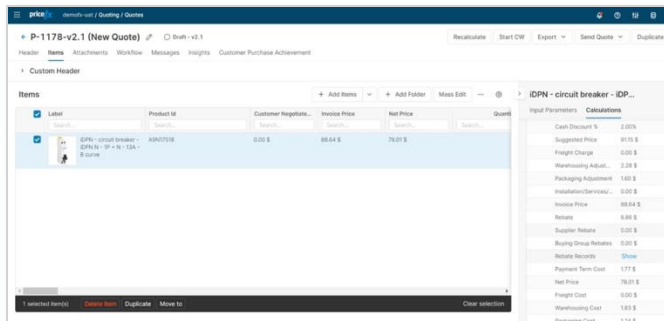 pricefx demofx-uat / Quoting / Quotes
P-1178-v2.1 (New Quote) Draft - v2.1
Recalculate Start CW Export Send Quote Duplicate
Header Items Attachments Workflow Messages Insights Customer Purchase Achievement
Custom Header
Items
+ Add Items + Add Folder Mass Edit
Label Product Id Customer Negotiate... Invoice Price Net Price Quanti
Search... Search... Search... Search... Search... Search...
iDPN - circuit breaker - iDPN N - 1P + N - 13A - B curve
A9N17518 0.00 $ 88.64 $ 78.01 $
1 selected item(s) Delete Item Duplicate Move to Clear selection
iDPN - circuit breaker - iDP...
Input Parameters Calculations
Cash Discount % 2.00%
Suggested Price 91.15 $
Freight Charge 0.00 $
Warehousing Adjust... 2.28 $
Packaging Adjustment 1.60 $
Installation/Services/... 0.00 $
Invoice Price 88.64 $
Rebate 8.86 $
Supplier Rebate 0.00 $
Buying Group Rebates 0.00 $
Rebate Records Show
Payment Term Cost 1.77 $
Net Price 78.01 $
Freight Cost 0.00 $
Warehousing Cost 1.83 $